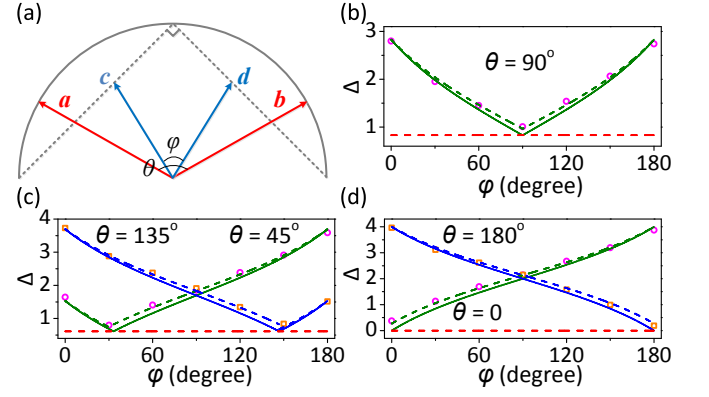 (a)
a
c
d
b
φ
θ
(b)
3
2
1
Δ
θ = 90°
0 60 120 180
φ (degree)
(c)
4
3
2
1
Δ
θ = 135° θ = 45°
0 60 120 180
φ (degree)
(d)
4
3
2
1
0
Δ
θ = 180°
θ = 0
0 60 120 180
φ (degree)